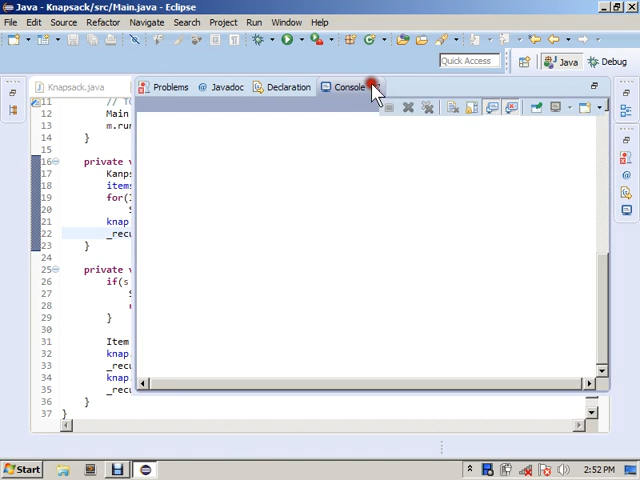 Java - Knapsack/src/Main.java - Eclipse
File Edit Source Refactor Navigate Search Project Run Window Help
Quick Access Java Debug
Knapsack.java Problems Javadoc Declaration Console
11 // TO
12 Main
13 m.rur
14 }
15
16 private v
17 Kanps
18 items
19 for(I
20 S
21 knap
22 _recu
23 }
24
25 private v
26 if(s
27 S
28
29 }
30
31 Item
32 knap.
33 _recu
34 knap.
35 _recu
36 }
37 }
Start 2:52 PM